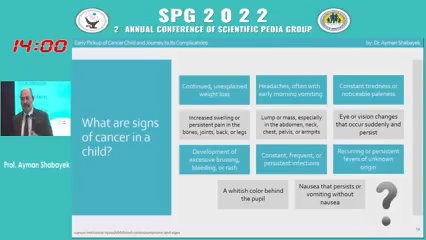 SPG 2022
2nd ANNUAL CONFERENCE OF SCIENTIFIC PEDIA GROUP
14:00
Early Pickup of Cancer Child and Journey to its Complications
by: Dr. Ayman Shabayek
What are signs
of cancer in a
child?
Continued, unexplained
weight loss
Headaches, often with
early morning vomiting
Constant tiredness or
noticeable paleness
Increased swelling or
persistent pain in the
bones, joints, back, or legs
Lump or mass, especially
in the abdomen, neck,
chest, pelvis, or armpits
Eye or vision changes
that occur suddenly and
persist
Development of
excessive bruising,
bleeding, or rash
Constant, frequent, or
persistent infections
Recurring or persistent
fevers of unknown
origin
A whitish color behind
the pupil
Nausea that persists or
vomiting without
nausea
?
Prof. Ayman Shabayek